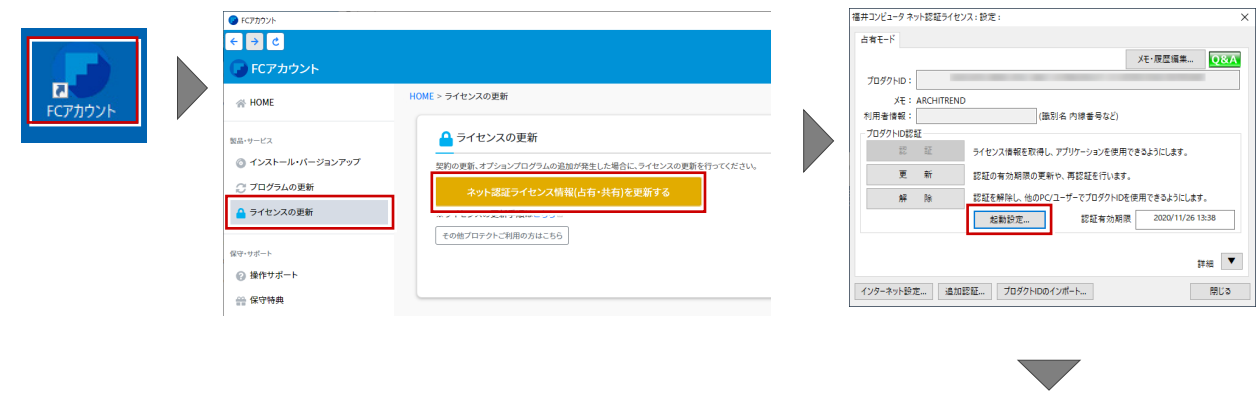 FCアカウント
FCアカウント
FCアカウント
HOME
製品・サービス
インストール・バージョンアップ
プログラムの更新
ライセンスの更新
保守・サポート
操作サポート
保守特典
HOME > ライセンスの更新
ライセンスの更新
契約の更新、オプションプログラムの追加が発生した場合に、ライセンスの更新を行ってください。
ネット認証ライセンス情報(占有・共有)を更新する
その他プロテクトご利用の方はこちら
福井コンピュータ ネット認証ライセンス : 設定 :
占有モード
メモ・履歴編集...
Q&A
プロダクトID :
メモ : ARCHITREND
利用者情報 : (識別名 内線番号など)
プロダクトID認証
認 証 ライセンス情報を取得し、アプリケーションを使用できるようにします。
更 新 認証の有効期限の更新や、再認証を行います。
解 除 認証を解除し、他のPC/ユーザーでプロダクトIDを使用できるようにします。
起動設定... 認証有効期限 2020/11/26 13:38
詳細 ▼
インターネット設定... 追加認証... プロダクトIDのインポート... 閉じる